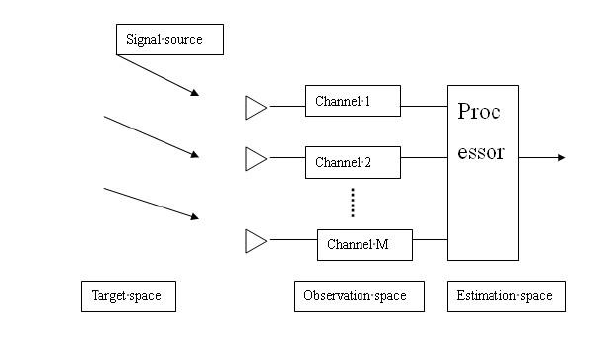 Signal·source
Channel·1
Proc
essor
Channel·2
Channel·M
Target·space
Observation·space
Estimation·space